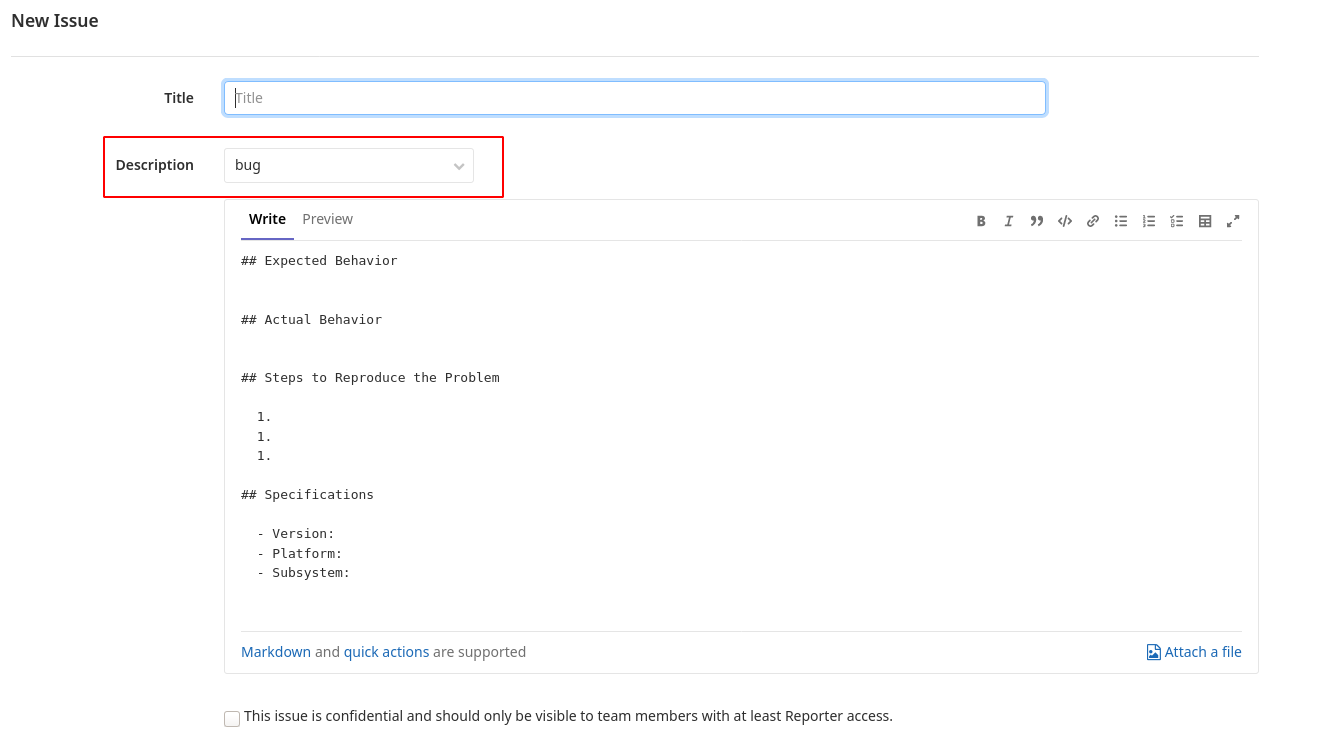 New Issue
Title
Title
Description
bug
Write Preview
## Expected Behavior
## Actual Behavior
## Steps to Reproduce the Problem
1.
1.
1.
## Specifications
- Version:
- Platform:
- Subsystem:
Markdown and quick actions are supported
Attach a file
This issue is confidential and should only be visible to team members with at least Reporter access.